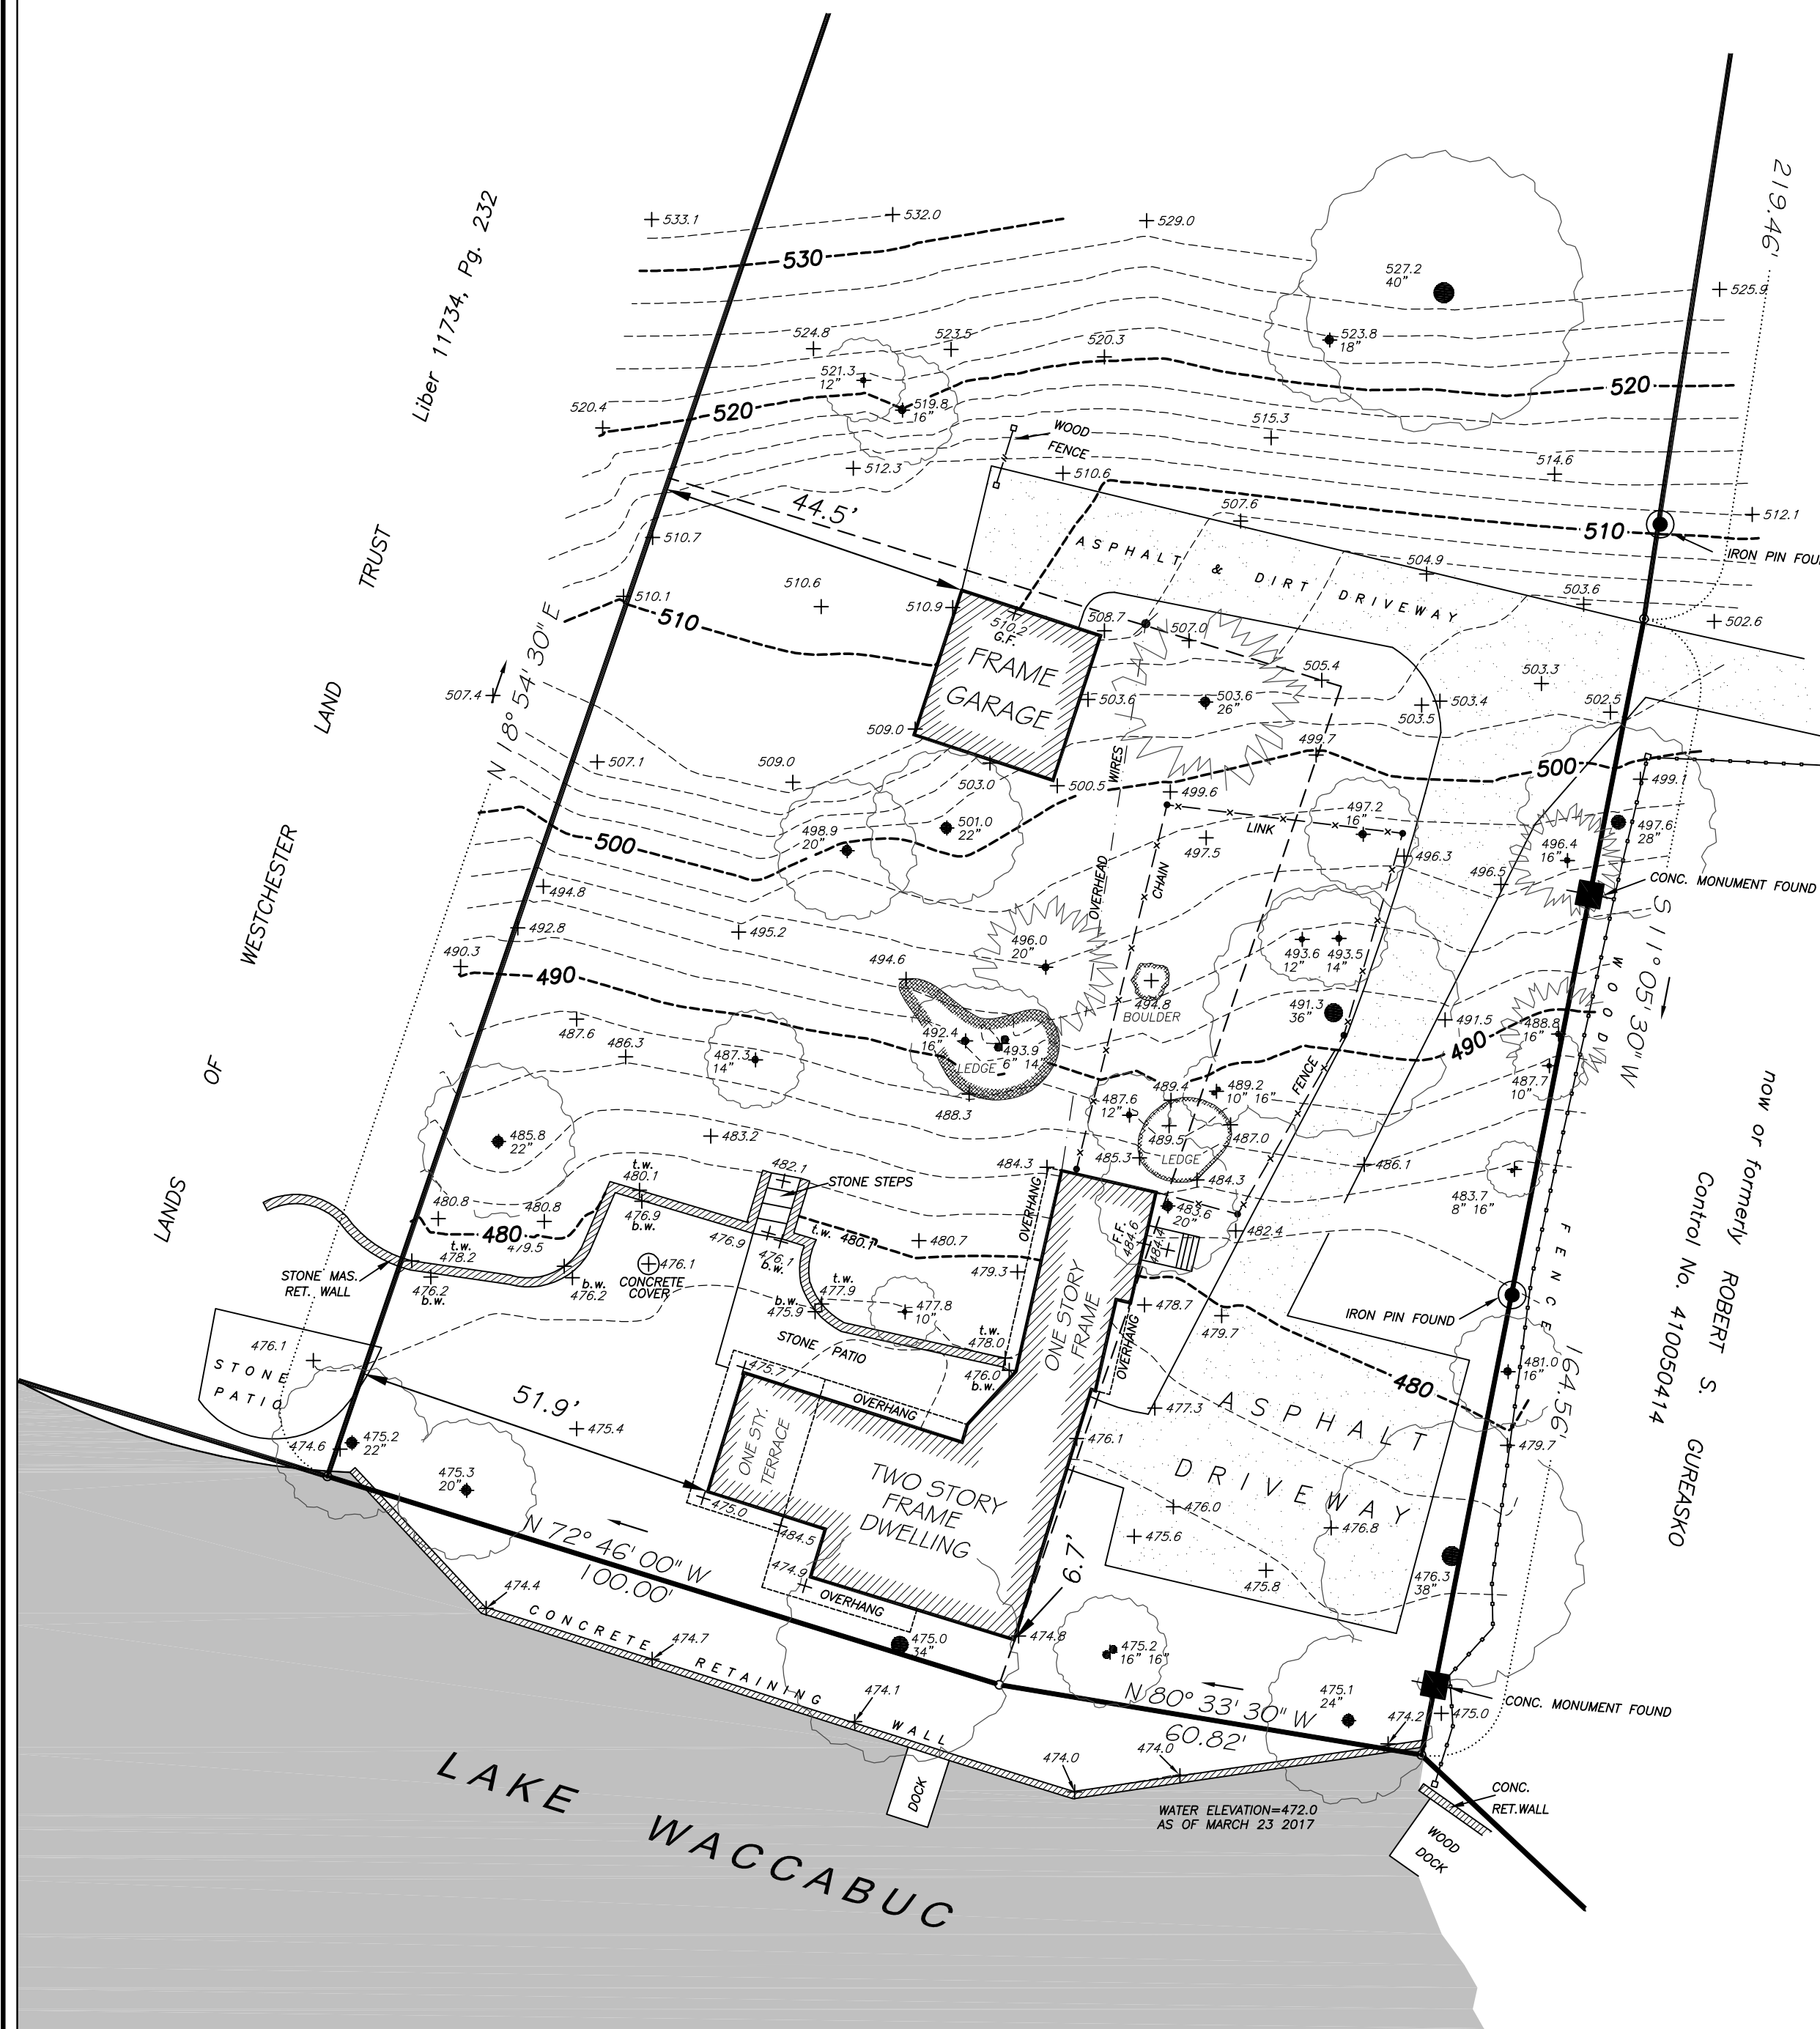 219.46'
533.1
532.0
529.0
530
Liber 11734, Pg. 232
527.2
40"
525.9
524.8
523.5
520.3
523.8
18"
521.3
12"
519.8
16"
520.4
520
520
WOOD
FENCE
515.3
512.3
510.6
514.6
44.5'
507.6
512.1
510
IRON PIN FOU
510.7
ASPHALT & DIRT DRIVEWAY
504.9
503.6
502.6
510.1
510.6
510.9
510
510.2
G.F.
FRAME
GARAGE
508.7
507.0
505.4
503.3
502.5
507.4
N 18° 54' 30" E
503.6
503.6
26"
503.5
503.4
509.0
499.7
507.1
509.0
503.0
500.5
499.6
500
499.1
OVERHEAD WIRES
CHAIN LINK FENCE
497.2
16"
497.6
28"
500
498.9
20"
501.0
22"
497.5
496.3
496.4
16"
496.5
CONC. MONUMENT FOUND
494.8
492.8
495.2
490.3
490
494.6
496.0
20"
493.6
12"
493.5
14"
S 11° 05' 30" W
WOOD FENCE
494.8
BOULDER
491.3
36"
491.5
488.8
16"
487.6
486.3
487.3
14"
492.4
16"
493.9
6" 14"
LEDGE
490
487.7
10"
488.3
487.6
12"
489.4
489.2
10" 16"
489.5
487.0
LEDGE
485.3
484.3
485.8
22"
483.2
484.3
486.1
483.7
8" 16"
LANDS OF WESTCHESTER LAND TRUST
now or formerly ROBERT S. GUREASKO
Control No. 410050414
t.w.
480.1
482.1
STONE STEPS
480.8
480.8
476.9
b.w.
480
479.5
476.9
476.1
b.w.
t.w. 480.1
480.7
OVERHANG
F.F.
484.6
484.4
483.6
20"
482.4
t.w.
478.2
STONE MAS.
RET. WALL
476.2
b.w.
b.w.
476.2
476.1
CONCRETE
COVER
t.w.
477.9
b.w.
475.9
479.3
477.8
10"
478.7
479.7
IRON PIN FOUND
476.1
STONE
PATIO
STONE PATIO
t.w.
478.0
476.0
b.w.
ONE STORY
FRAME
OVERHANG
481.0
16"
164.56'
480
51.9'
475.4
475.7
OVERHANG
477.3
476.1
ASPHALT
DRIVEWAY
479.7
474.6
475.2
22"
475.3
20"
ONE STY.
TERRACE
TWO STORY
FRAME
DWELLING
475.0
484.5
474.9
476.0
475.6
476.8
475.8
476.3
38"
N 72° 46' 00" W
100.00'
OVERHANG
6.7'
474.4
CONCRETE RETAINING WALL
474.7
475.0
34"
474.8
475.2
16" 16"
474.1
N 80° 33' 30" W
60.82'
475.1
24"
474.2
475.0
CONC. MONUMENT FOUND
474.0
474.0
LAKE WACCABUC
DOCK
WATER ELEVATION=472.0
AS OF MARCH 23 2017
CONC.
RET.WALL
WOOD
DOCK